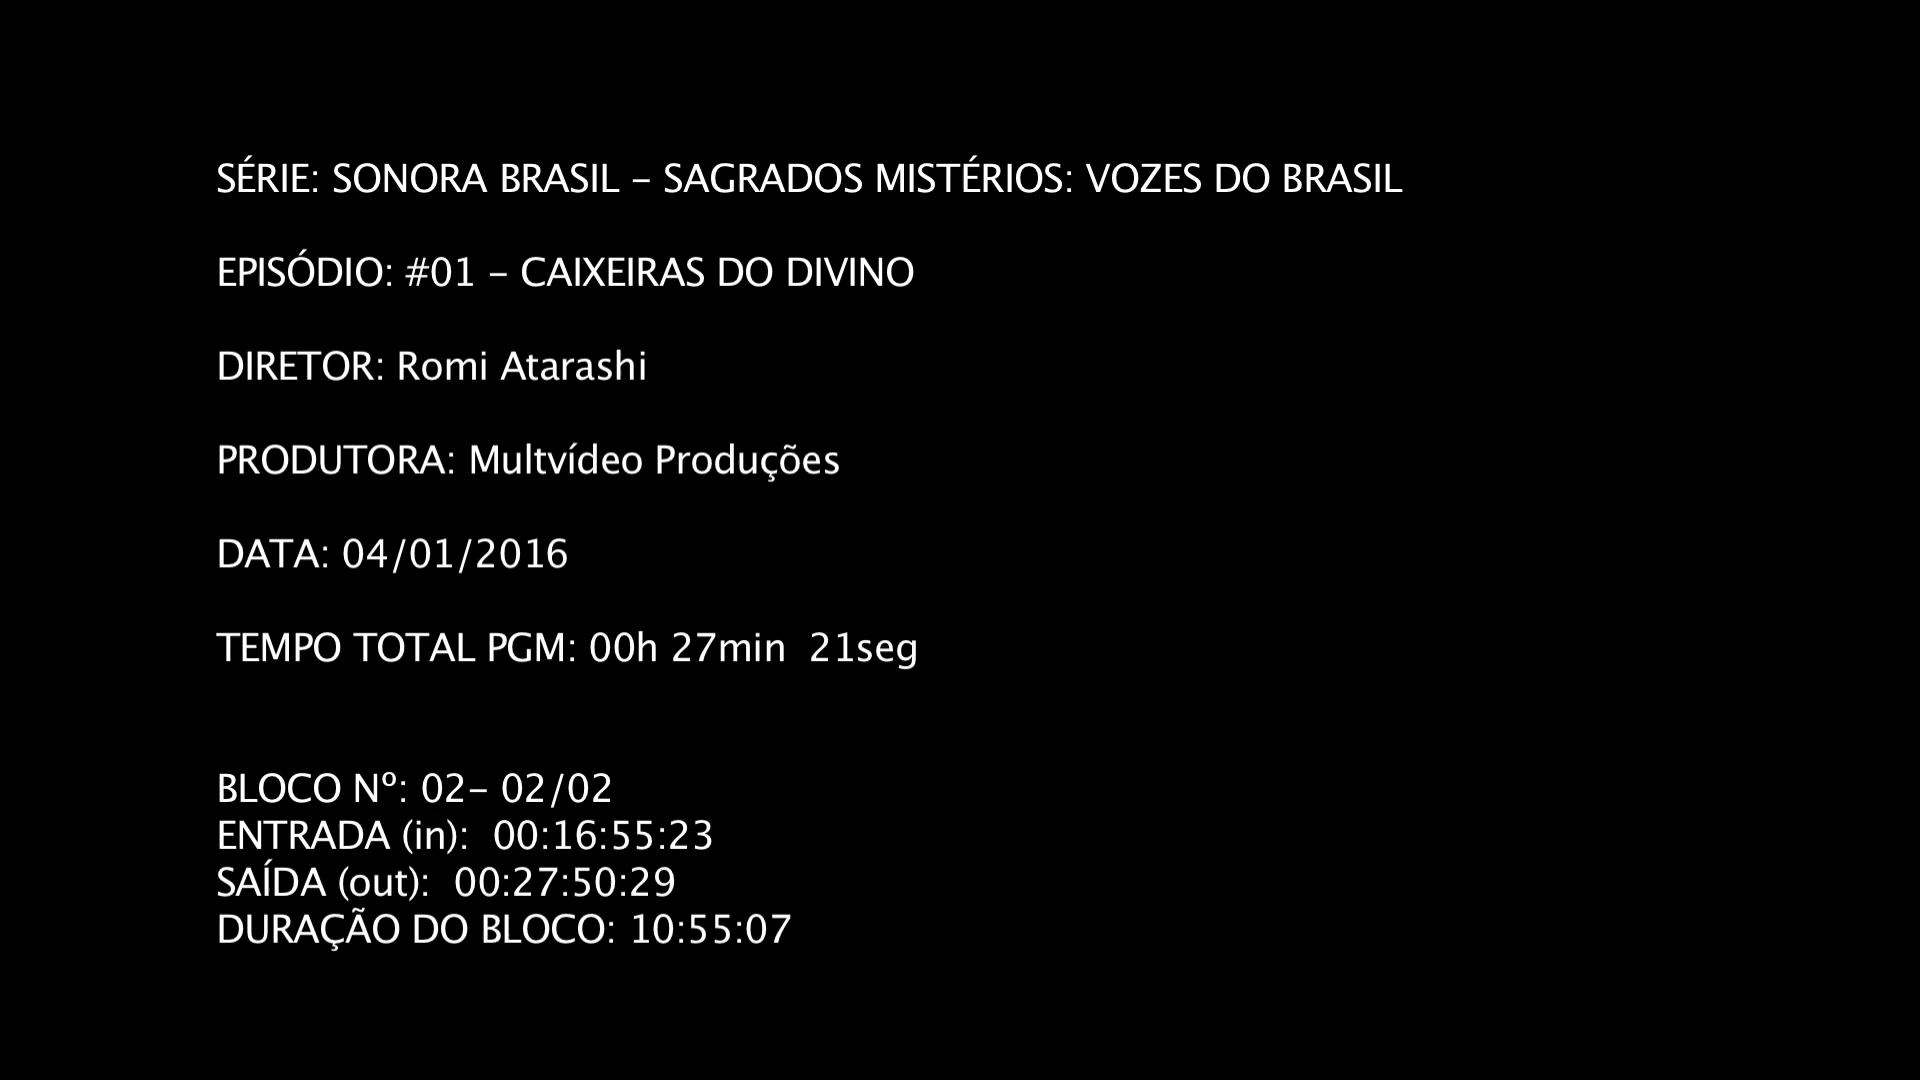 SÉRIE: SONORA BRASIL – SAGRADOS MISTÉRIOS: VOZES DO BRASIL
EPISÓDIO: #01 – CAIXEIRAS DO DIVINO
DIRETOR: Romi Atarashi
PRODUTORA: Multvídeo Produções
DATA: 04/01/2016
TEMPO TOTAL PGM: 00h 27min  21seg
BLOCO Nº: 02– 02/02
ENTRADA (in):  00:16:55:23
SAÍDA (out):  00:27:50:29
DURAÇÃO DO BLOCO: 10:55:07